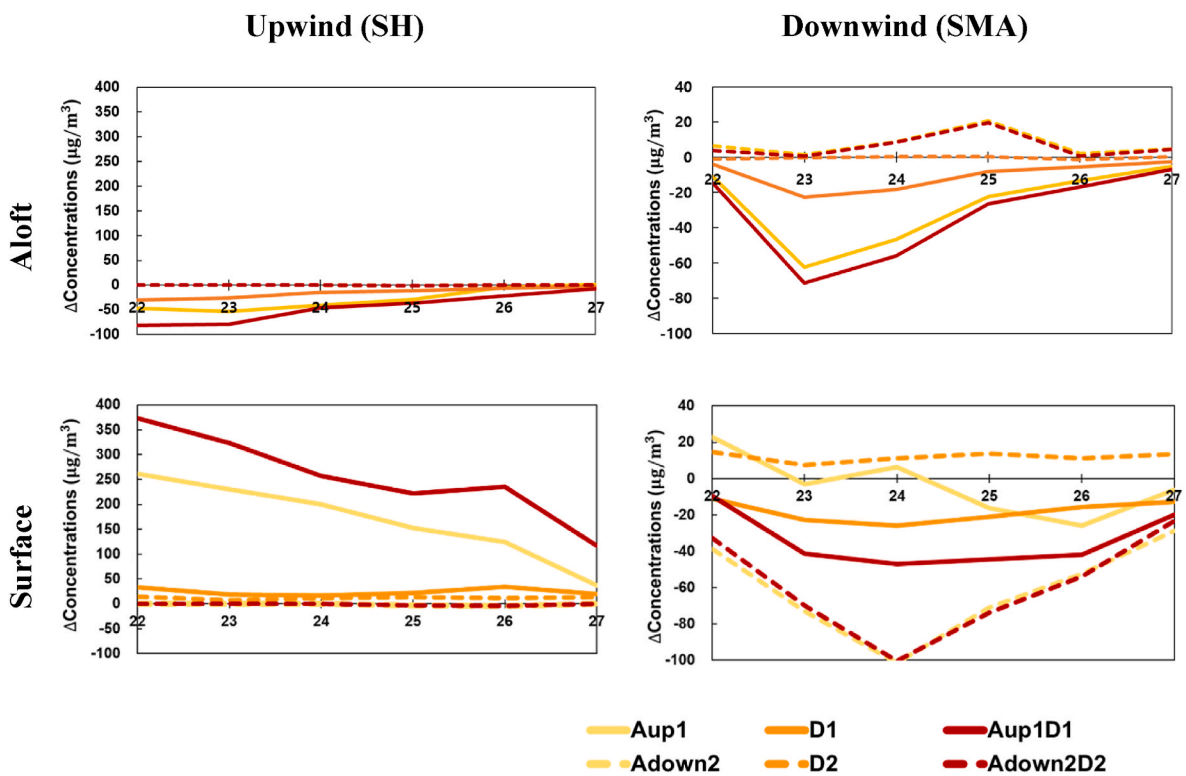 Upwind (SH) Downwind (SMA)
Aloft
ΔConcentrations (µg/m³)
400
350
300
250
200
150
100
50
0
-50
-100
22 23 24 25 26 27
ΔConcentrations (µg/m³)
40
20
0
-20
-40
-60
-80
-100
22 23 24 25 26 27
Surface
ΔConcentrations (µg/m³)
400
350
300
250
200
150
100
50
0
-50
-100
22 23 24 25 26 27
ΔConcentrations (µg/m³)
40
20
0
-20
-40
-60
-80
-100
22 23 24 25 26 27
Aup1 D1 Aup1D1
Adown2 D2 Adown2D2